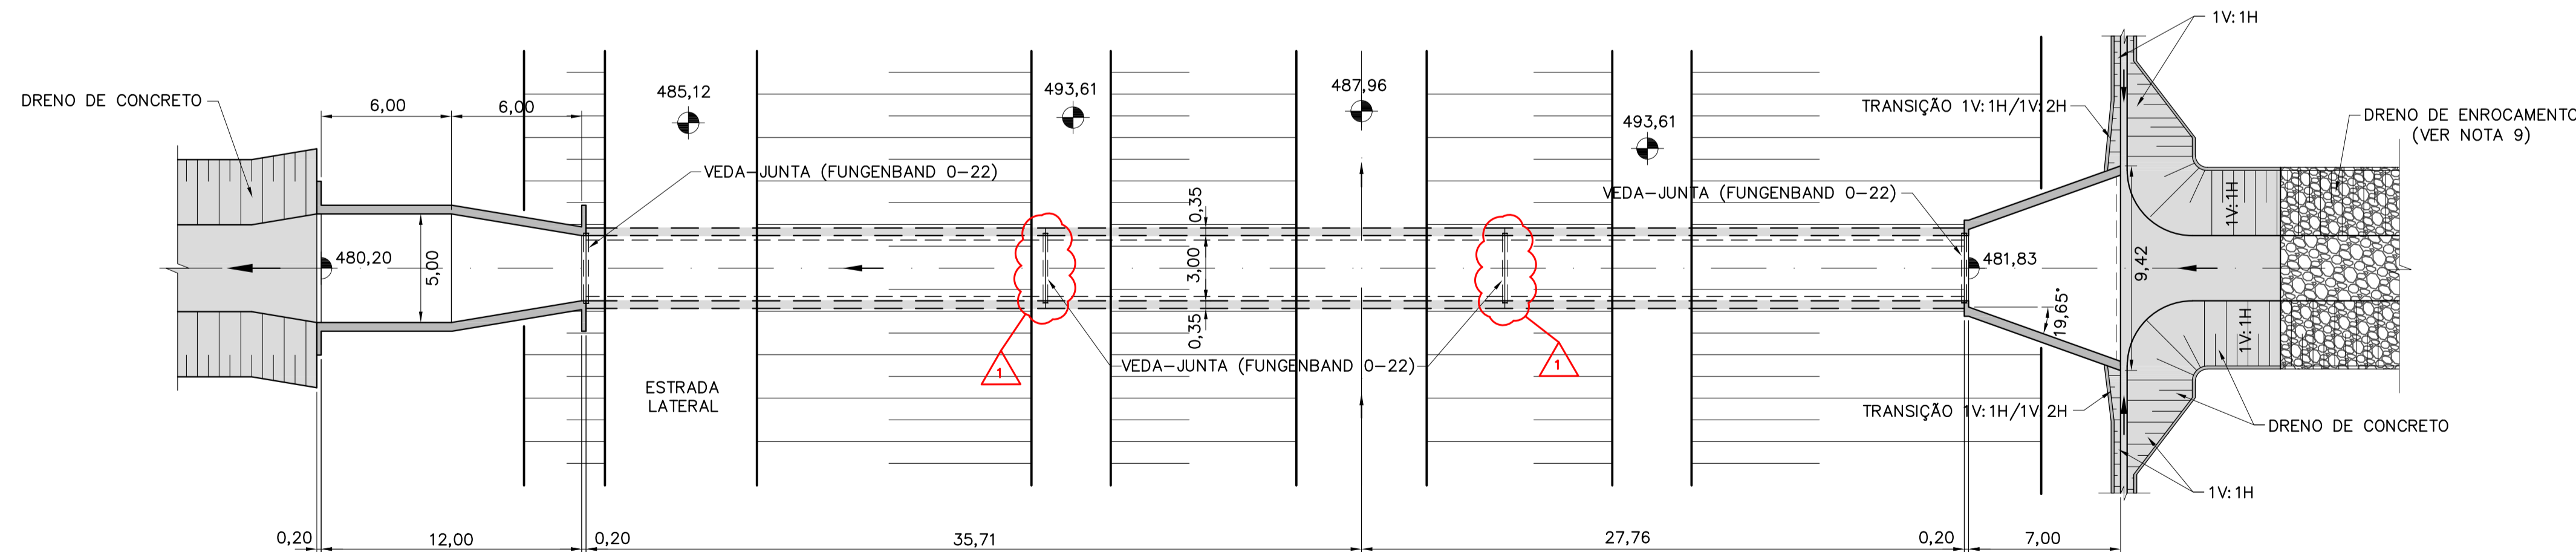 1V:1H
DRENO DE CONCRETO
6,00
6,00
485,12
493,61
487,96
493,61
TRANSIÇÃO 1V:1H/1V:2H
DRENO DE ENROCAMENTO
(VER NOTA 9)
VEDA-JUNTA (FUNGENBAND O-22)
0,35
VEDA-JUNTA (FUNGENBAND O-22)
1V:1H
480,20
5,00
3,00
481,83
9,42
19,65°
0,35
1V:1H
VEDA-JUNTA (FUNGENBAND O-22)
1
1
ESTRADA
LATERAL
TRANSIÇÃO 1V:1H/1V:2H
DRENO DE CONCRETO
1V:1H
0,20
12,00
0,20
35,71
27,76
0,20
7,00